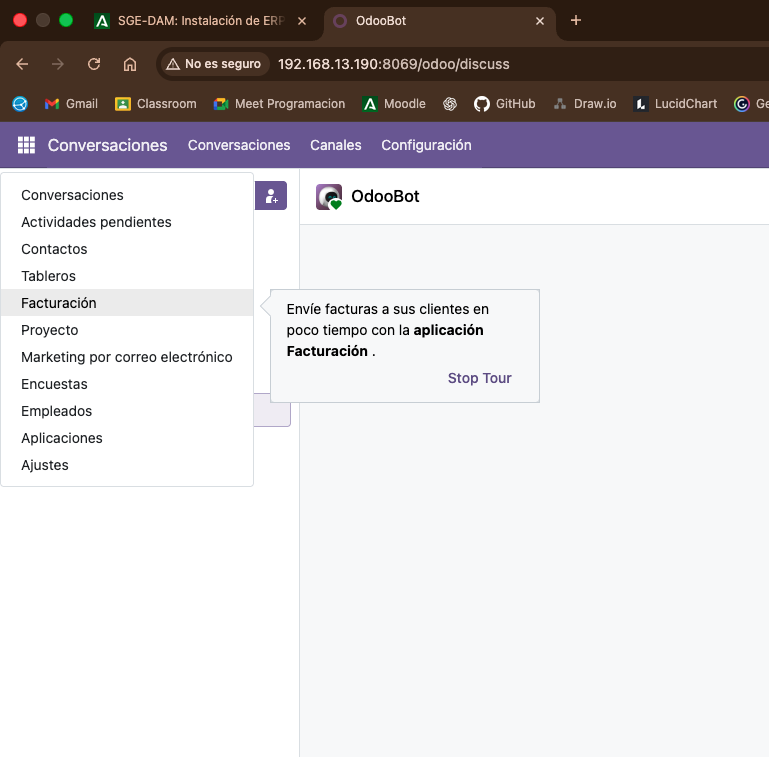 SGE-DAM: Instalación de ERP
OdooBot
No es seguro
192.168.13.190:8069/odoo/discuss
Gmail
Classroom
Meet Programacion
Moodle
GitHub
Draw.io
LucidChart
Ge
Conversaciones
Conversaciones
Canales
Configuración
Conversaciones
Actividades pendientes
Contactos
Tableros
Facturación
Proyecto
Marketing por correo electrónico
Encuestas
Empleados
Aplicaciones
Ajustes
OdooBot
Envíe facturas a sus clientes en
poco tiempo con la aplicación
Facturación .
Stop Tour